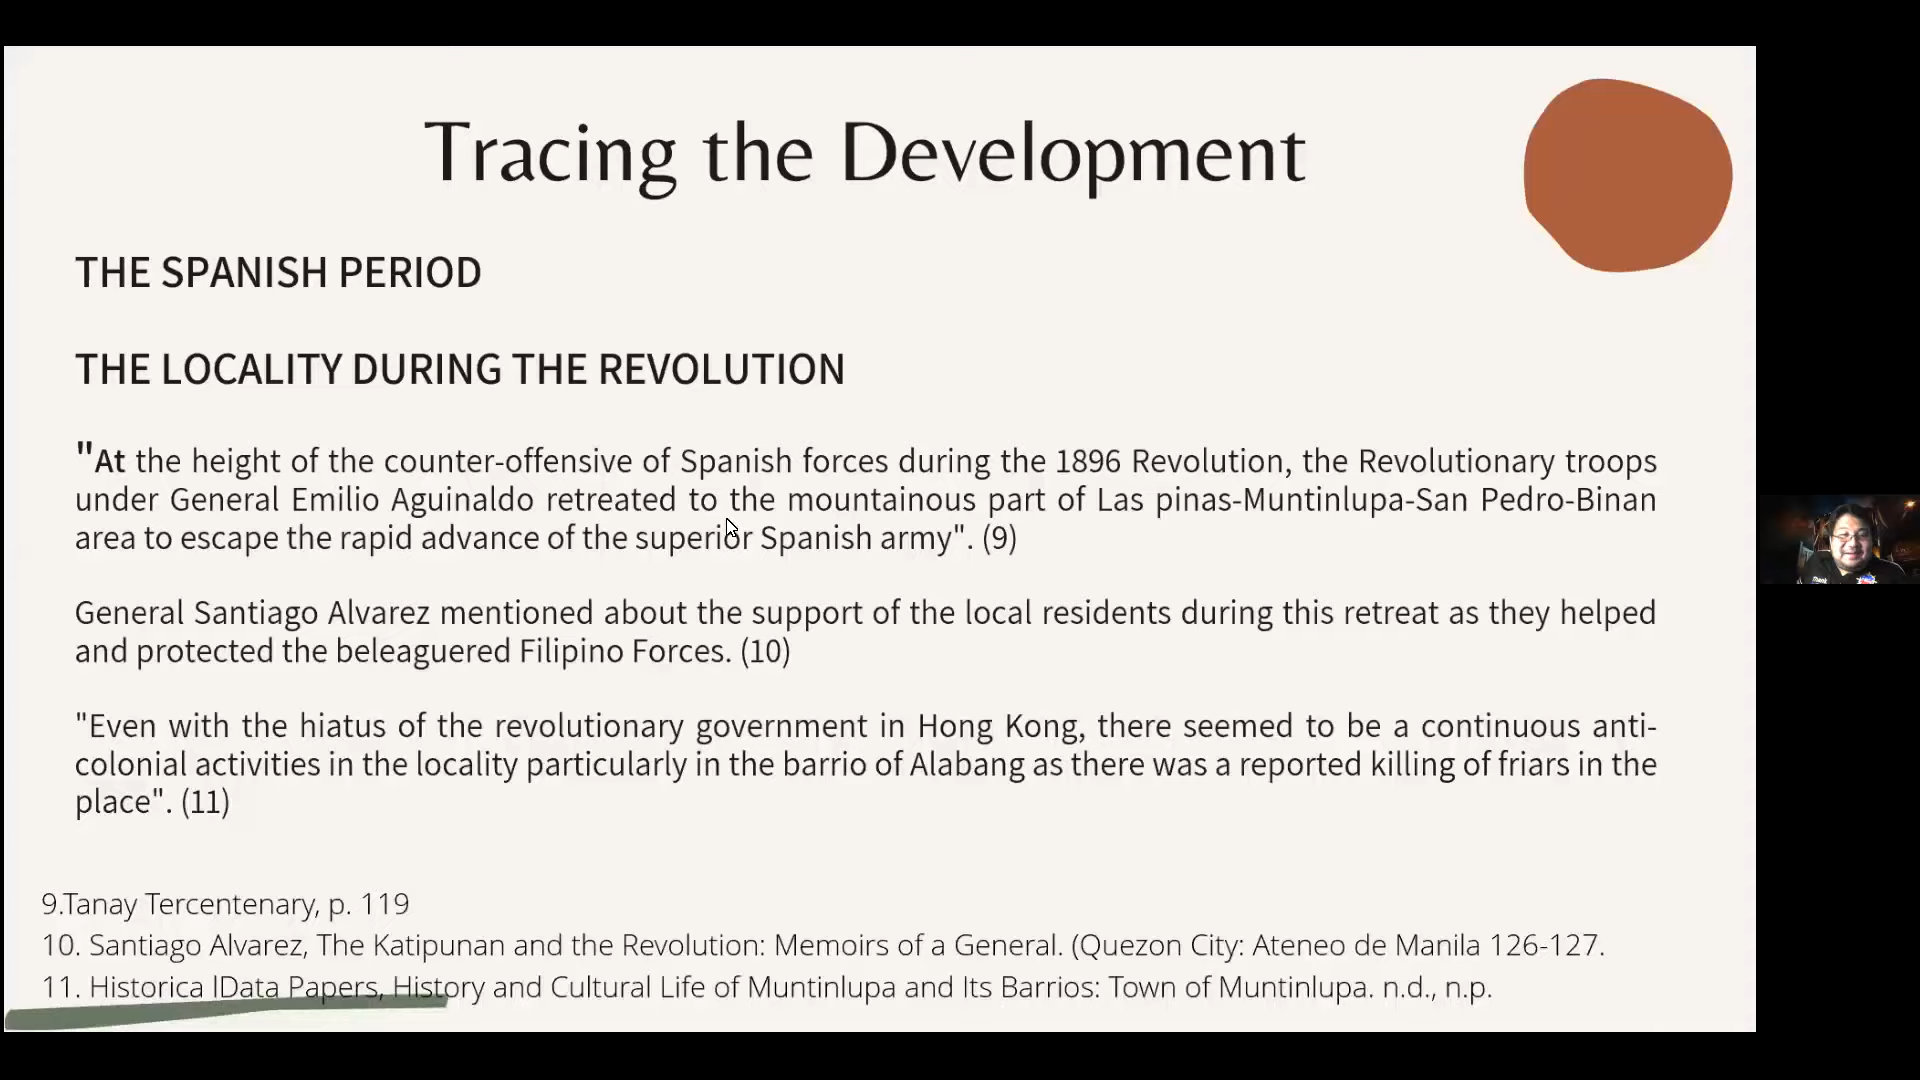 Tracing the Development
THE SPANISH PERIOD
THE LOCALITY DURING THE REVOLUTION
"At the height of the counter-offensive of Spanish forces during the 1896 Revolution, the Revolutionary troops
under General Emilio Aguinaldo retreated to the mountainous part of Las pinas-Muntinlupa-San Pedro-Binan
area to escape the rapid advance of the superior Spanish army". (9)
General Santiago Alvarez mentioned about the support of the local residents during this retreat as they helped
and protected the beleaguered Filipino Forces. (10)
"Even with the hiatus of the revolutionary government in Hong Kong, there seemed to be a continuous anti-
colonial activities in the locality particularly in the barrio of Alabang as there was a reported killing of friars in the
place". (11)
9.Tanay Tercentenary, p. 119
10. Santiago Alvarez, The Katipunan and the Revolution: Memoirs of a General. (Quezon City: Ateneo de Manila 126-127.
11. Historica lData Papers, History and Cultural Life of Muntinlupa and Its Barrios: Town of Muntinlupa. n.d., n.p.